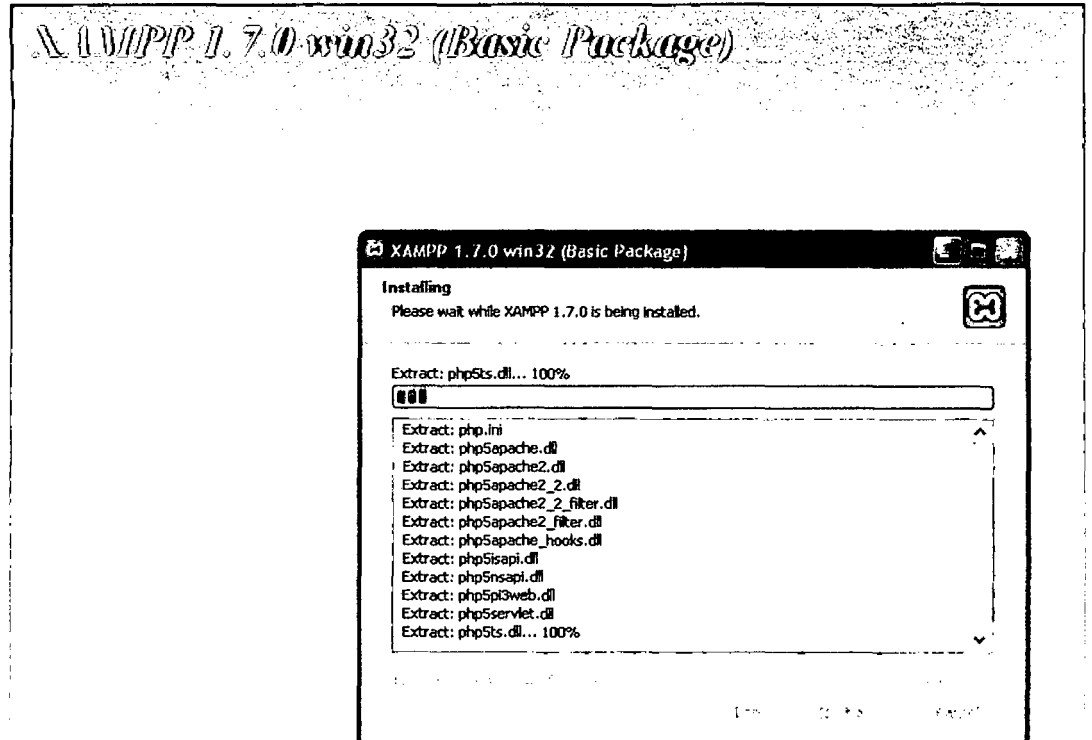 XAMPP 1.7.0 win32 (Basic Package)
XAMPP 1.7.0 win32 (Basic Package)
Installing
Please wait while XAMPP 1.7.0 is being installed.
Extract: php5ts.dll... 100%
Extract: php.ini
Extract: php5apache.dll
Extract: php5apache2.dll
Extract: php5apache2_2.dll
Extract: php5apache2_2_filter.dll
Extract: php5apache2_filter.dll
Extract: php5apache_hooks.dll
Extract: php5isapi.dll
Extract: php5nsapi.dll
Extract: php5pi3web.dll
Extract: php5servlet.dll
Extract: php5ts.dll... 100%